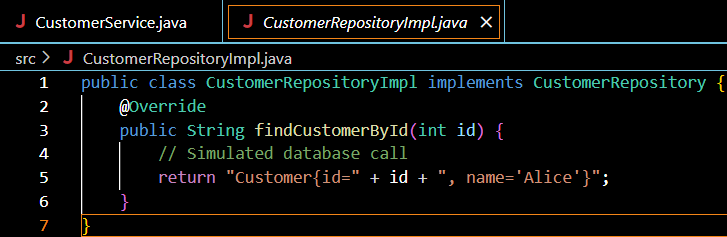 CustomerService.java CustomerRepositoryImpl.java
src > CustomerRepositoryImpl.java
1 public class CustomerRepositoryImpl implements CustomerRepository {
2     @Override
3     public String findCustomerById(int id) {
4         // Simulated database call
5         return "Customer{id=" + id + ", name='Alice'}";
6     }
7 }